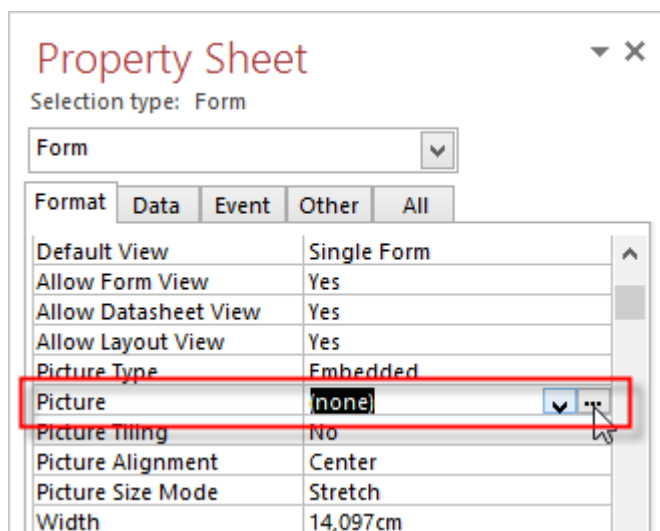 Property Sheet
Selection type: Form
Form
Format Data Event Other All
Default View Single Form
Allow Form View Yes
Allow Datasheet View Yes
Allow Layout View Yes
Picture Type Embedded
Picture (none) ...
Picture Tiling No
Picture Alignment Center
Picture Size Mode Stretch
Width 14,097cm